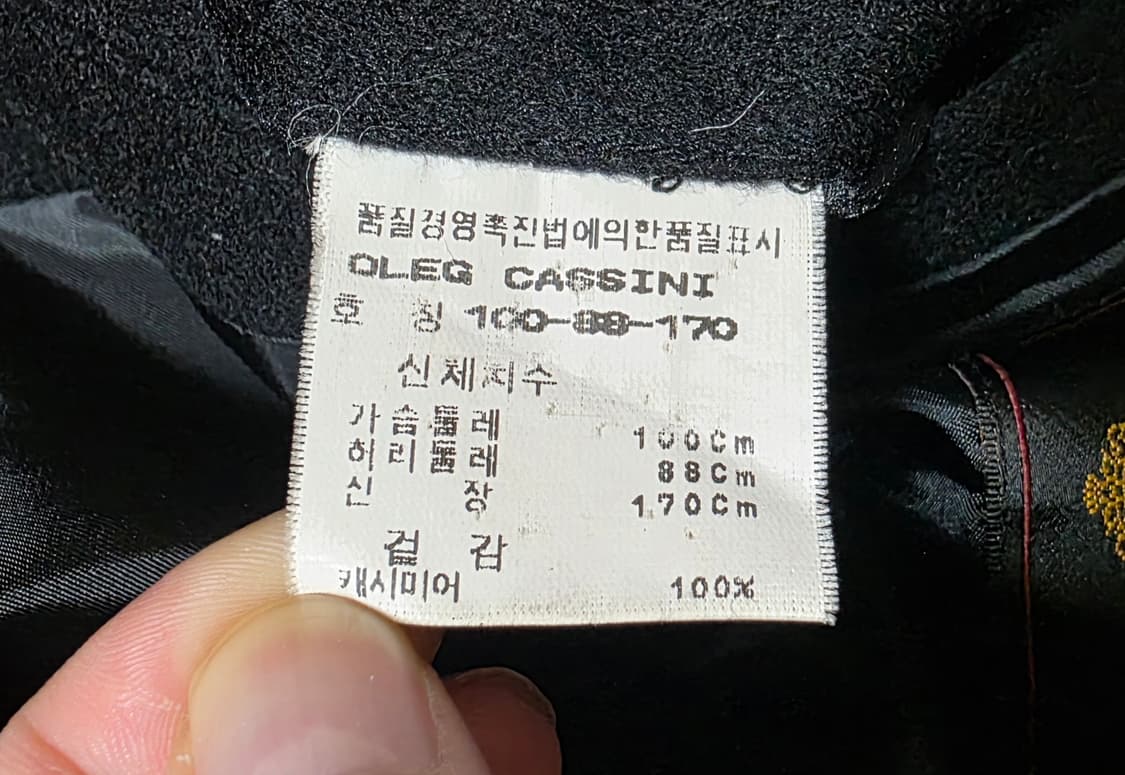 품질경영촉진법에의한품질표시
OLEG CASSINI
호 칭 100-88-170
신체치수
가슴둘레 100Cm
허리둘레 88Cm
신 장 170Cm
겉 감
캐시미어 100%